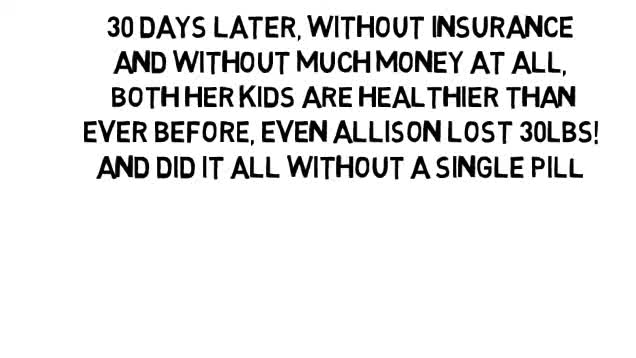 30 DAYS LATER, WITHOUT INSURANCE
AND WITHOUT MUCH MONEY AT ALL,
BOTH HER KIDS ARE HEALTHIER THAN
EVER BEFORE, EVEN ALLISON LOST 30LBS!
AND DID IT ALL WITHOUT A SINGLE PILL